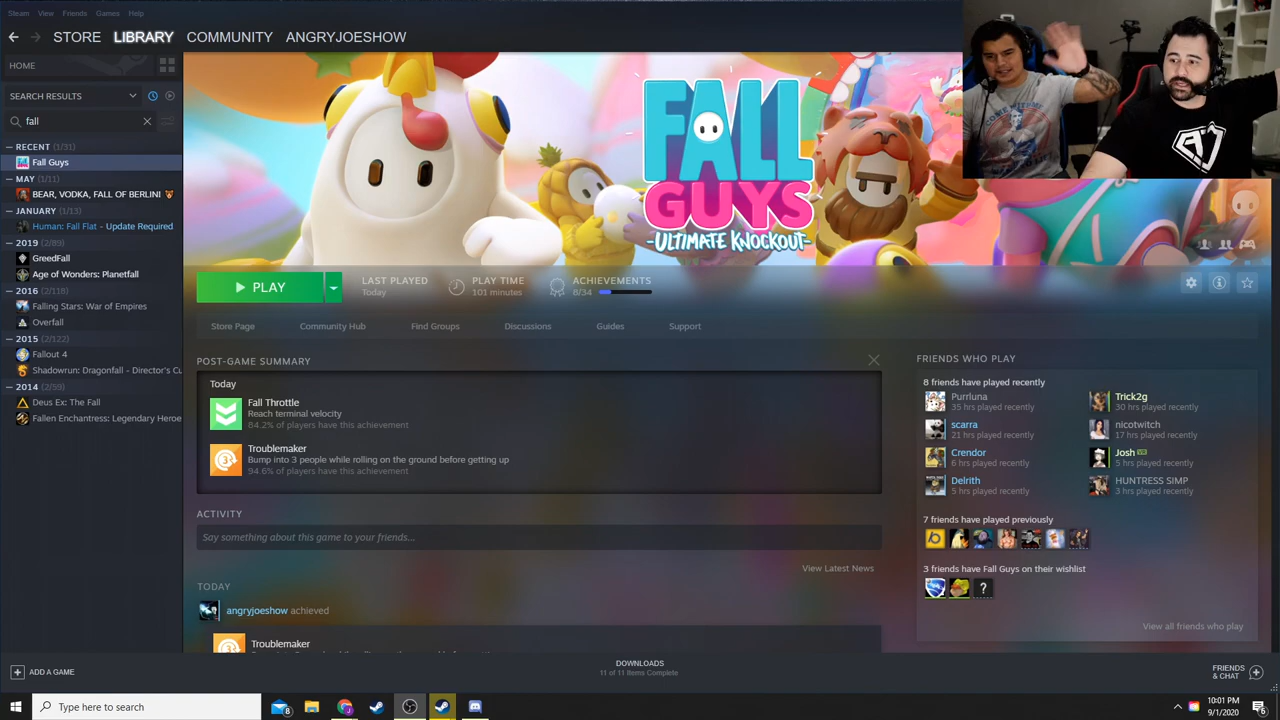 Steam View Friends Games Help
STORE LIBRARY COMMUNITY ANGRYJOESHOW
HOME
SEARCH RESULTS
fall
RECENT (1/31)
Fall Guys
MAY (1/11)
BEAR, VODKA, FALL OF BERLIN!
JANUARY (1/13)
Human: Fall Flat - Update Required
2019 (2/89)
GreedFall
Age of Wonders: Planetfall
2016 (2/118)
Falling Stars: War of Empires
Overfall
2015 (2/122)
Fallout 4
Shadowrun: Dragonfall - Director's Cu
2014 (2/59)
Deus Ex: The Fall
Fallen Enchantress: Legendary Heroe
FALL
GUYS
-ULTIMATE KNOCKOUT-
AJ
PLAY
LAST PLAYED
Today
PLAY TIME
101 minutes
ACHIEVEMENTS
8/34
Store Page Community Hub Find Groups Discussions Guides Support
POST-GAME SUMMARY
Today
Fall Throttle
Reach terminal velocity
84.2% of players have this achievement
3
Troublemaker
Bump into 3 people while rolling on the ground before getting up
94.6% of players have this achievement
ACTIVITY
Say something about this game to your friends...
View Latest News
TODAY
angryjoeshow achieved
3
Troublemaker
FRIENDS WHO PLAY
8 friends have played recently
Purrluna
35 hrs played recently
Trick2g
30 hrs played recently
scarra
21 hrs played recently
nicotwitch
17 hrs played recently
Crendor
6 hrs played recently
Josh VR
5 hrs played recently
Delrith
5 hrs played recently
HUNTRESS SIMP
3 hrs played recently
7 friends have played previously
3 friends have Fall Guys on their wishlist
?
View all friends who play
ADD A GAME
DOWNLOADS
11 of 11 Items Complete
FRIENDS
& CHAT
Type here to search
8
10:01 PM
9/1/2020
6